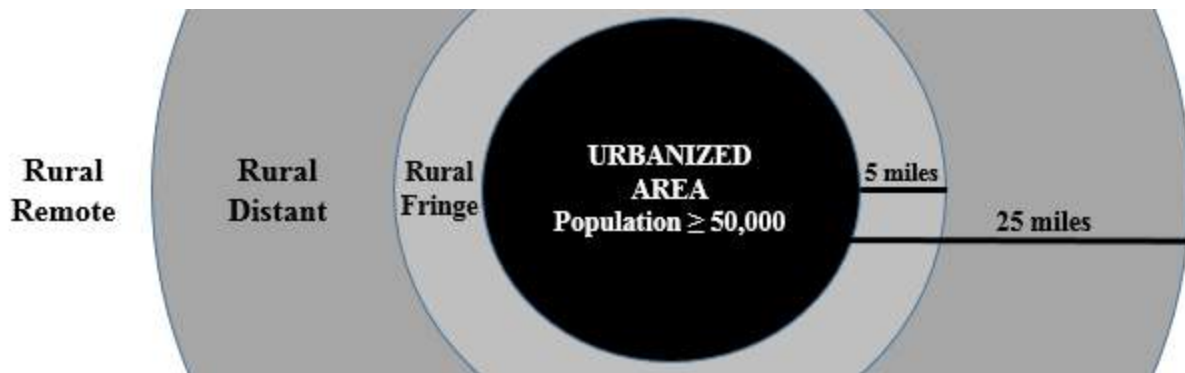 Rural
Remote
Rural
Distant
Rural
Fringe
URBANIZED
AREA
Population ≥ 50,000
5 miles
25 miles